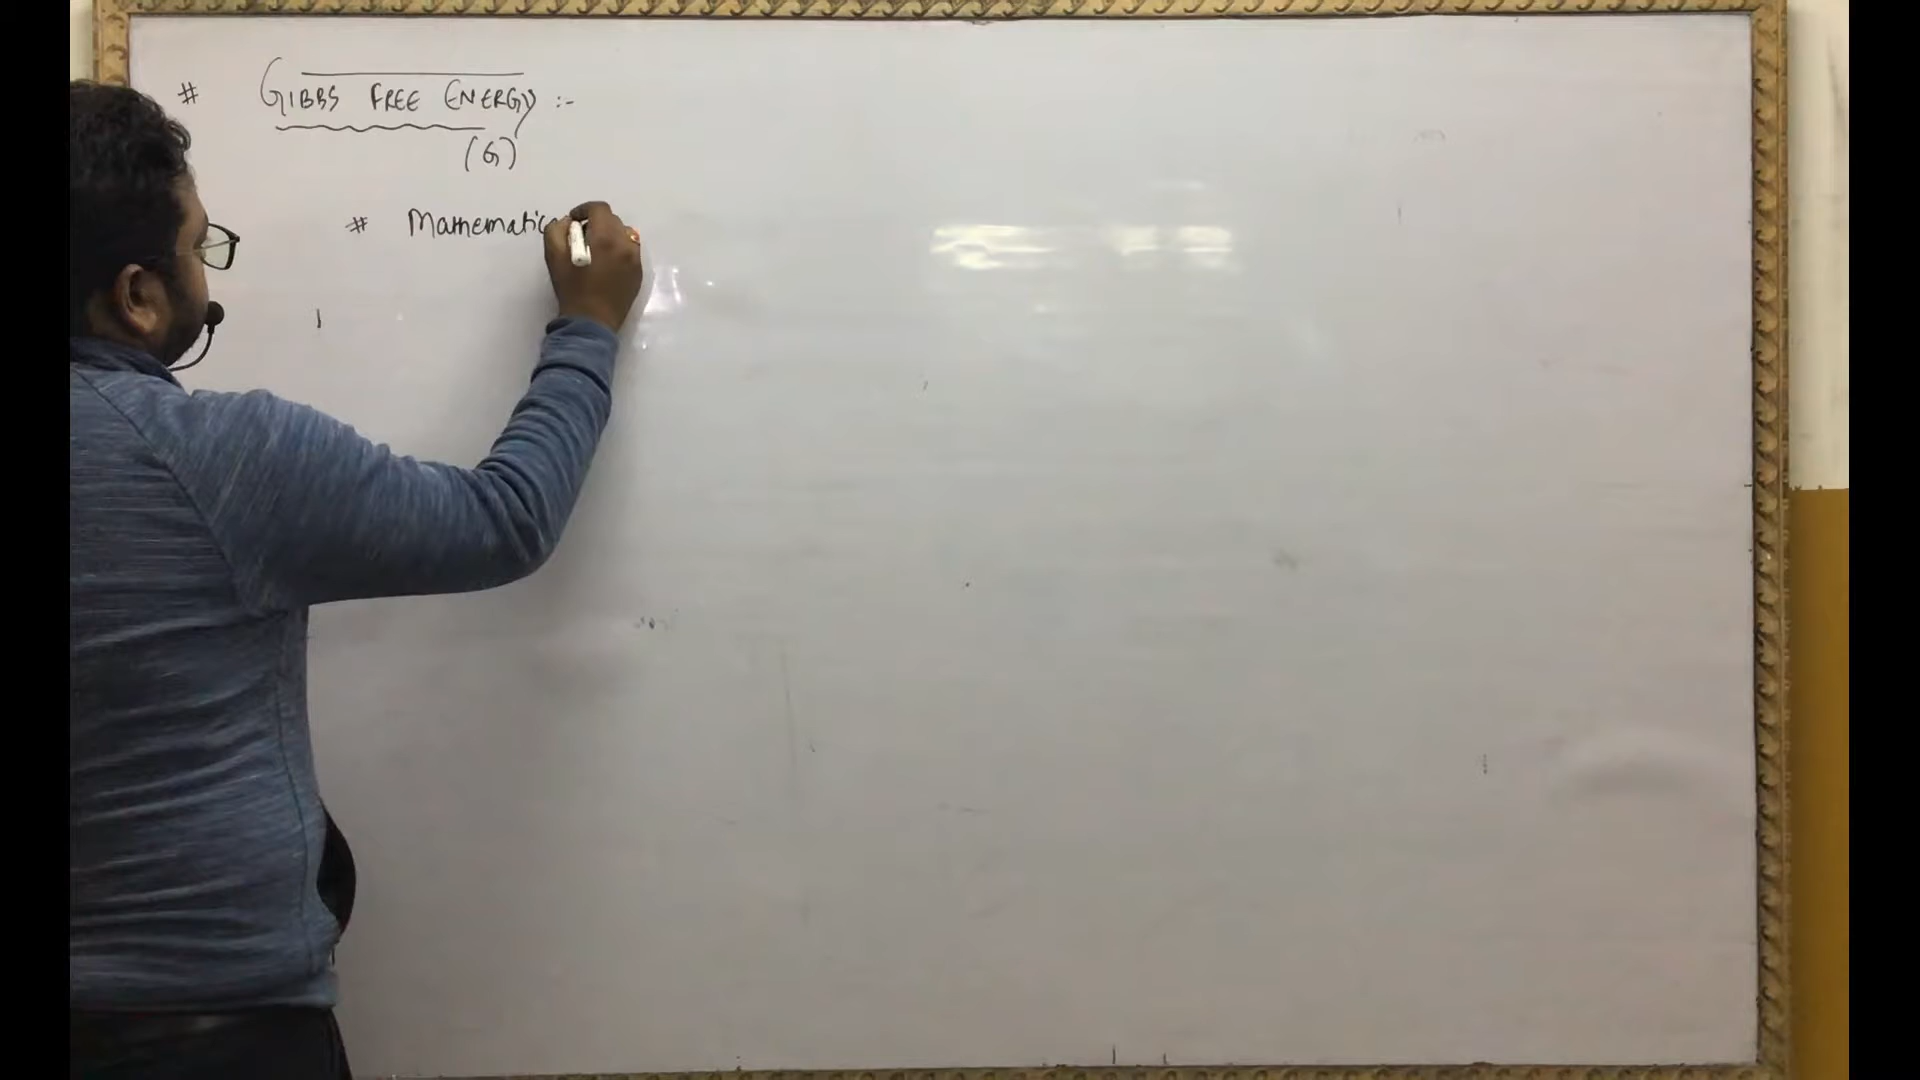 # GIBBS FREE ENERGY :-
(G)
# Mathematic